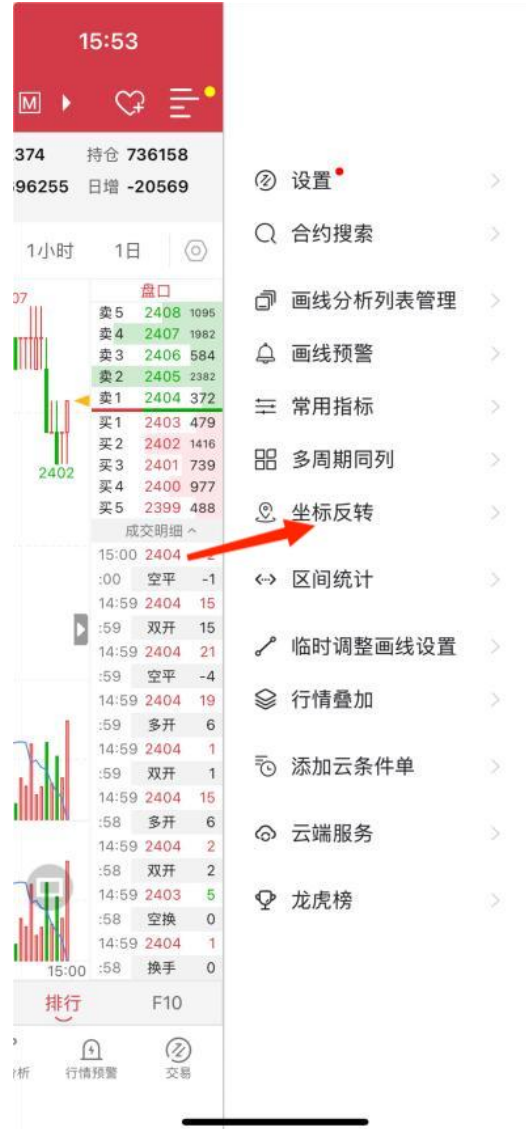 15:53
M
374 持仓 736158
96255 日增 -20569
1小时 1日
07
盘口
卖5 2408 1095
卖4 2407 1982
卖3 2406 584
卖2 2405 2382
卖1 2404 372
买1 2403 479
买2 2402 1416
买3 2401 739
买4 2400 977
买5 2399 488
2402
成交明细
15:00 2404 2
:00 空平 -1
14:59 2404 15
:59 双开 15
14:59 2404 21
:59 空平 -4
14:59 2404 19
:59 多开 6
14:59 2404 1
:59 双开 1
14:59 2404 15
:58 多开 6
14:59 2404 2
:58 双开 2
14:59 2403 5
:58 空换 0
14:59 2404 1
:58 换手 0
15:00
排行 F10
析 行情预警 交易
设置
合约搜索
画线分析列表管理
画线预警
常用指标
多周期同列
坐标反转
区间统计
临时调整画线设置
行情叠加
添加云条件单
云端服务
龙虎榜